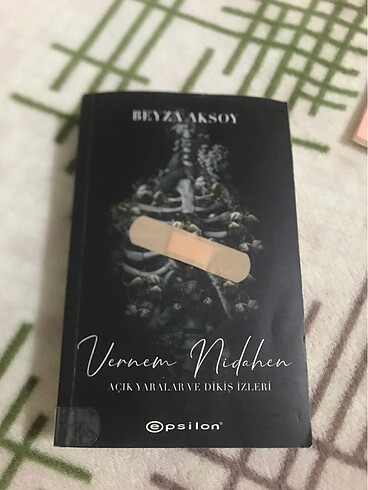 BEYZA AKSOY
Vernem Nidahen
AÇIK YARALAR VE DİKİŞ İZLERİ
epsilon®